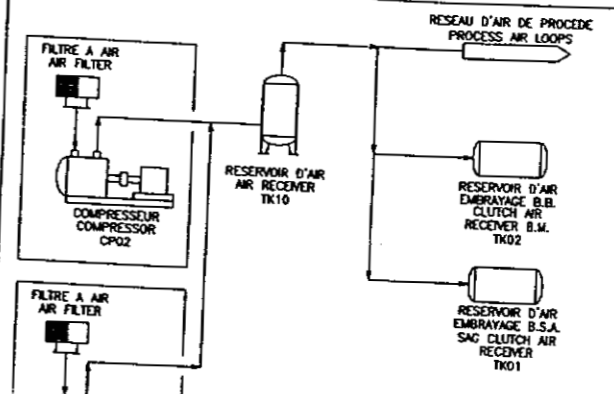 RESEAU D'AIR DE PROCEDE
PROCESS AIR LOOPS
FILTRE A AIR
AIR FILTER
RESERVOIR D'AIR
AIR RECEIVER
TK10
COMPRESSEUR
COMPRESSOR
CP02
RESERVOIR D'AIR
EMBRAYAGE B.B.
CLUTCH AIR
RECEIVER B.M.
TK02
FILTRE A AIR
AIR FILTER
RESERVOIR D'AIR
EMBRAYAGE B.S.A.
SAG CLUTCH AIR
RECEIVER
TK01